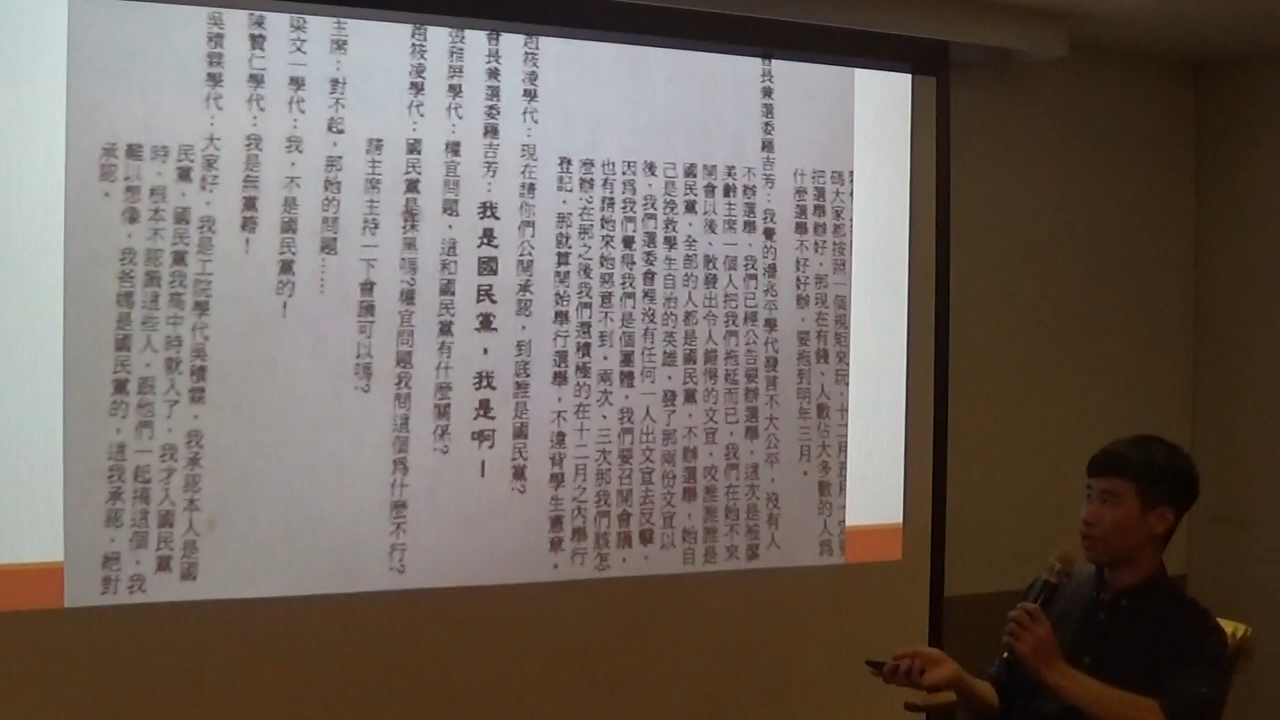 碼大家都按照一個規矩來玩,十二月五月一定要
把選舉辦好。那現在有錢、人數佔大多數的人爲
什麼選舉不好好辦,要拖到明年三月。
會長兼選委羅吉芳:我覺的潘兆平學代發言不大公平,沒有人
不辦選舉,我們已經公告要辦選舉,這次是被
美齡主席一個人把我們拖延而已,我們在她不來
開會以後、散發出令人錯愕的文宣,咬誰誰誰是
國民黨,全部的人都是國民黨,不辦選舉,她自
己是挽救學生自治的英雄,發了那兩份文宣以
後,我們選委會裡沒有任何一人出文宣去反擊,
因爲我們覺得我們是個團體,我們要召開會議,
也有請她來她惡意不到,兩次、三次那我們該怎
麼辦?在那之後我們還積極的在十二月之內舉行
登記,那就算開始舉行選舉,不違背學生憲章。
趙筱凌學代:現在請你們公開承認,到底誰是國民黨?
會長兼選委羅吉芳:我是國民黨,我是啊!
張雅屏學代:權宜問題,這和國民黨有什麼關係?
趙筱凌學代:國民黨是抹黑嗎?權宜問題我問這個爲什麼不行?
請主席主持一下會議可以嗎?
主席:對不起,那她的問題……
梁文一學代:我,不是國民黨的!
陳贊仁學代:我是無黨籍!
吳積霖學代:大家好,我是工院學代吳積霖,我承認本人是國
民黨,國民黨我高中時就入了,我才入國民黨
時,根本不認識這些人,跟他們一起搞這個,我
難以想像,我爸媽是國民黨的,這我承認,絕對
承認。